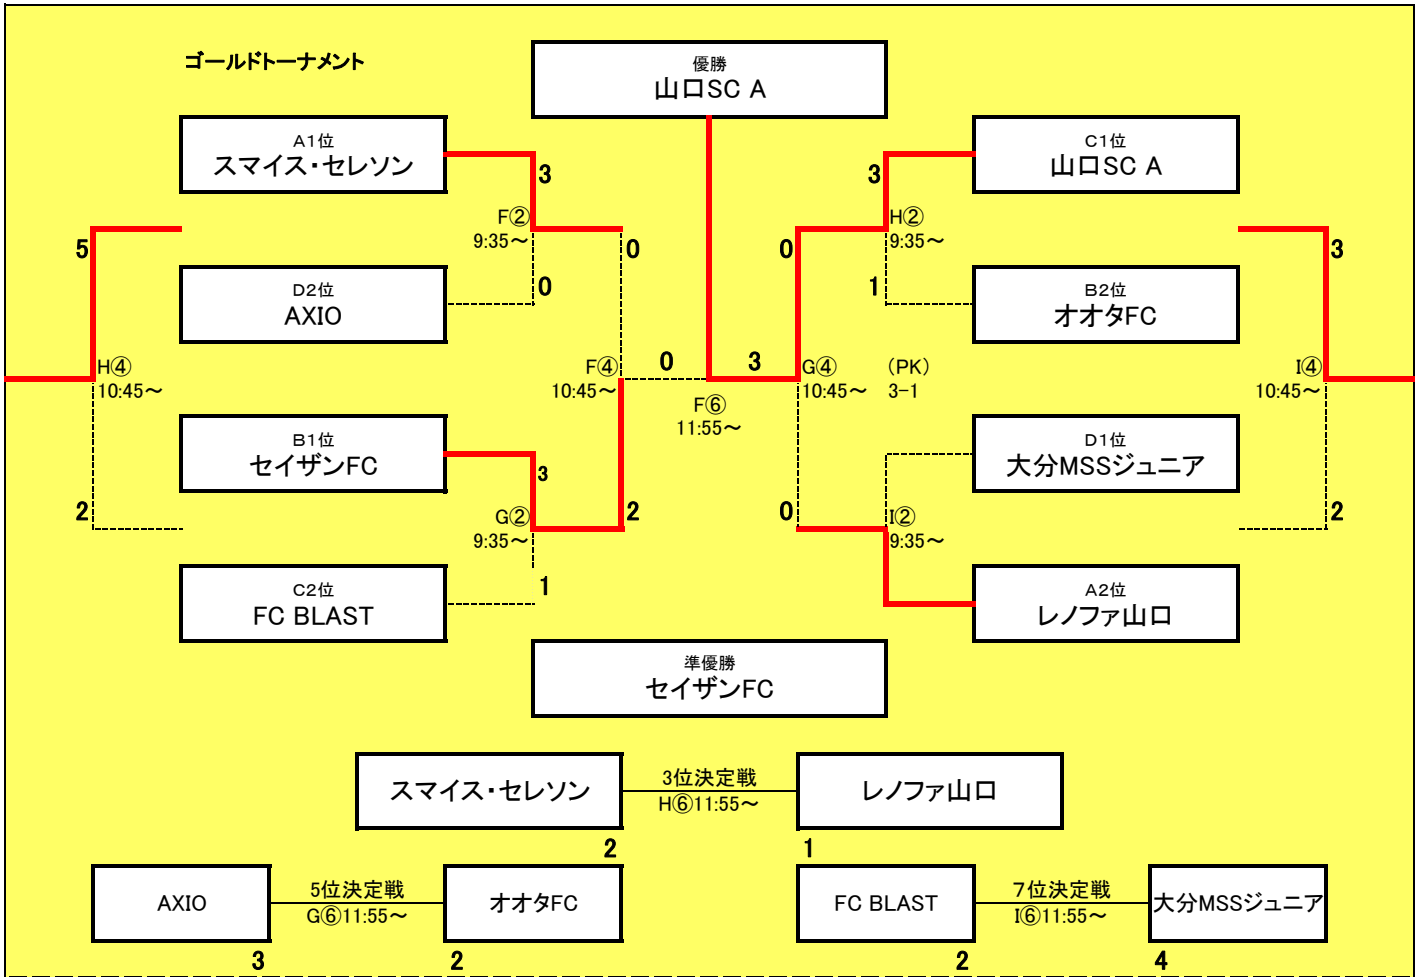 ゴールドトーナメント
優勝
山口SC A
A1位
スマイス・セレソン
C1位
山口SC A
3
3
F②
9:35～
H②
9:35～
5
0
0
3
D2位
AXIO
0
1
B2位
オオタFC
H④
10:45～
F④
10:45～
0
3
G④
10:45～
(PK)
3-1
I④
10:45～
F⑥
11:55～
B1位
セイザンFC
D1位
大分MSSジュニア
3
2
G②
9:35～
2
0
I②
9:35～
2
C2位
FC BLAST
1
A2位
レノファ山口
準優勝
セイザンFC
スマイス・セレソン
3位決定戦
H⑥11:55～
レノファ山口
2
1
AXIO
5位決定戦
G⑥11:55～
オオタFC
FC BLAST
7位決定戦
I⑥11:55～
大分MSSジュニア
3
2
2
4